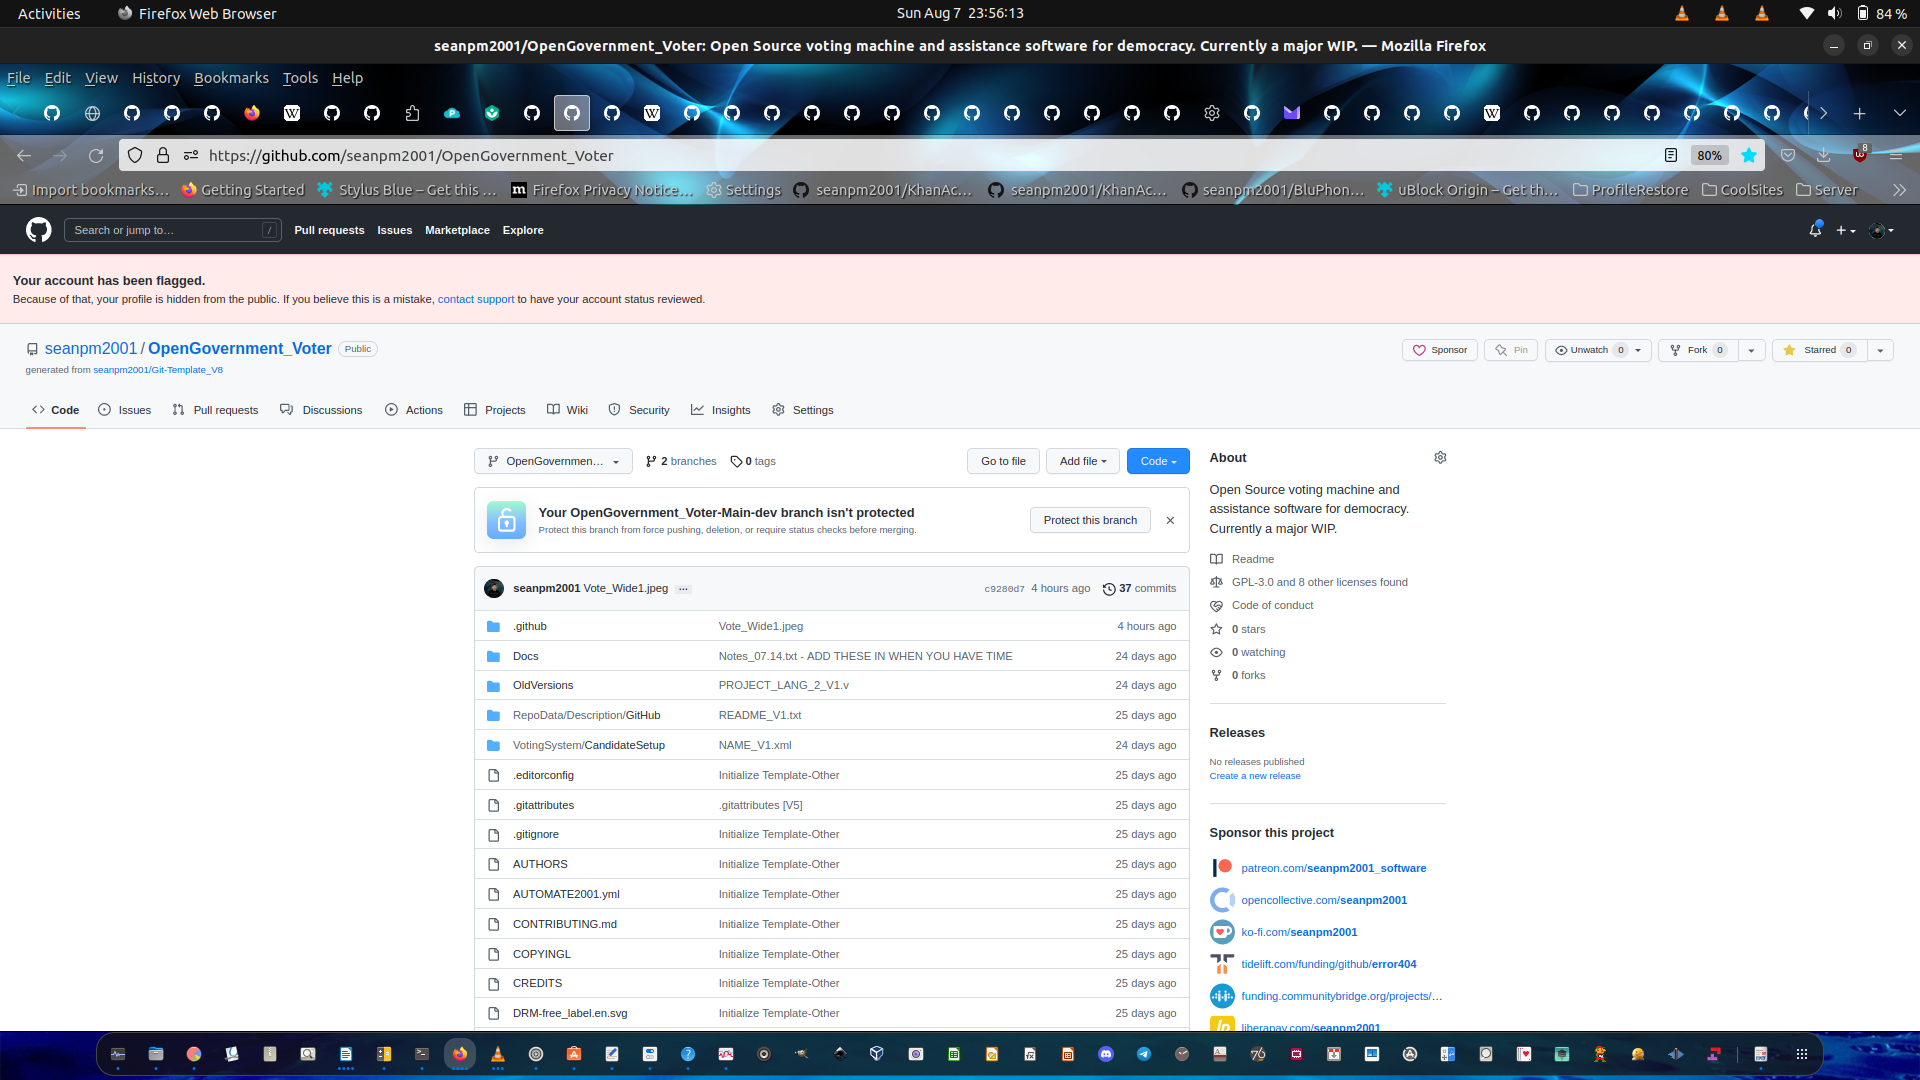 Activities Firefox Web Browser Sun Aug 7 23:56:13 84 %
seanpm2001/OpenGovernment_Voter: Open Source voting machine and assistance software for democracy. Currently a major WIP. — Mozilla Firefox
File Edit View History Bookmarks Tools Help
https://github.com/seanpm2001/OpenGovernment_Voter 80% 8
Import bookmarks… Getting Started Stylus Blue – Get this … Firefox Privacy Notice… Settings seanpm2001/KhanAc… seanpm2001/KhanAc… seanpm2001/BluPhon… uBlock Origin – Get th… ProfileRestore CoolSites Server
Search or jump to… / Pull requests Issues Marketplace Explore
Your account has been flagged.
Because of that, your profile is hidden from the public. If you believe this is a mistake, contact support to have your account status reviewed.
seanpm2001 / OpenGovernment_Voter Public Sponsor Pin Unwatch 0 Fork 0 Starred 0
generated from seanpm2001/Git-Template_V8
Code Issues Pull requests Discussions Actions Projects Wiki Security Insights Settings
OpenGovernmen… 2 branches 0 tags Go to file Add file Code
Your OpenGovernment_Voter-Main-dev branch isn't protected
Protect this branch from force pushing, deletion, or require status checks before merging.
Protect this branch
seanpm2001 Vote_Wide1.jpeg … c9280d7 4 hours ago 37 commits
.github Vote_Wide1.jpeg 4 hours ago
Docs Notes_07.14.txt - ADD THESE IN WHEN YOU HAVE TIME 24 days ago
OldVersions PROJECT_LANG_2_V1.v 24 days ago
RepoData/Description/GitHub README_V1.txt 25 days ago
VotingSystem/CandidateSetup NAME_V1.xml 24 days ago
.editorconfig Initialize Template-Other 25 days ago
.gitattributes .gitattributes [V5] 25 days ago
.gitignore Initialize Template-Other 25 days ago
AUTHORS Initialize Template-Other 25 days ago
AUTOMATE2001.yml Initialize Template-Other 25 days ago
CONTRIBUTING.md Initialize Template-Other 25 days ago
COPYINGL Initialize Template-Other 25 days ago
CREDITS Initialize Template-Other 25 days ago
DRM-free_label.en.svg Initialize Template-Other 25 days ago
About
Open Source voting machine and
assistance software for democracy.
Currently a major WIP.
Readme
GPL-3.0 and 8 other licenses found
Code of conduct
0 stars
0 watching
0 forks
Releases
No releases published
Create a new release
Sponsor this project
patreon.com/seanpm2001_software
opencollective.com/seanpm2001
ko-fi.com/seanpm2001
tidelift.com/funding/github/error404
funding.communitybridge.org/projects/…
liberapay.com/seanpm2001